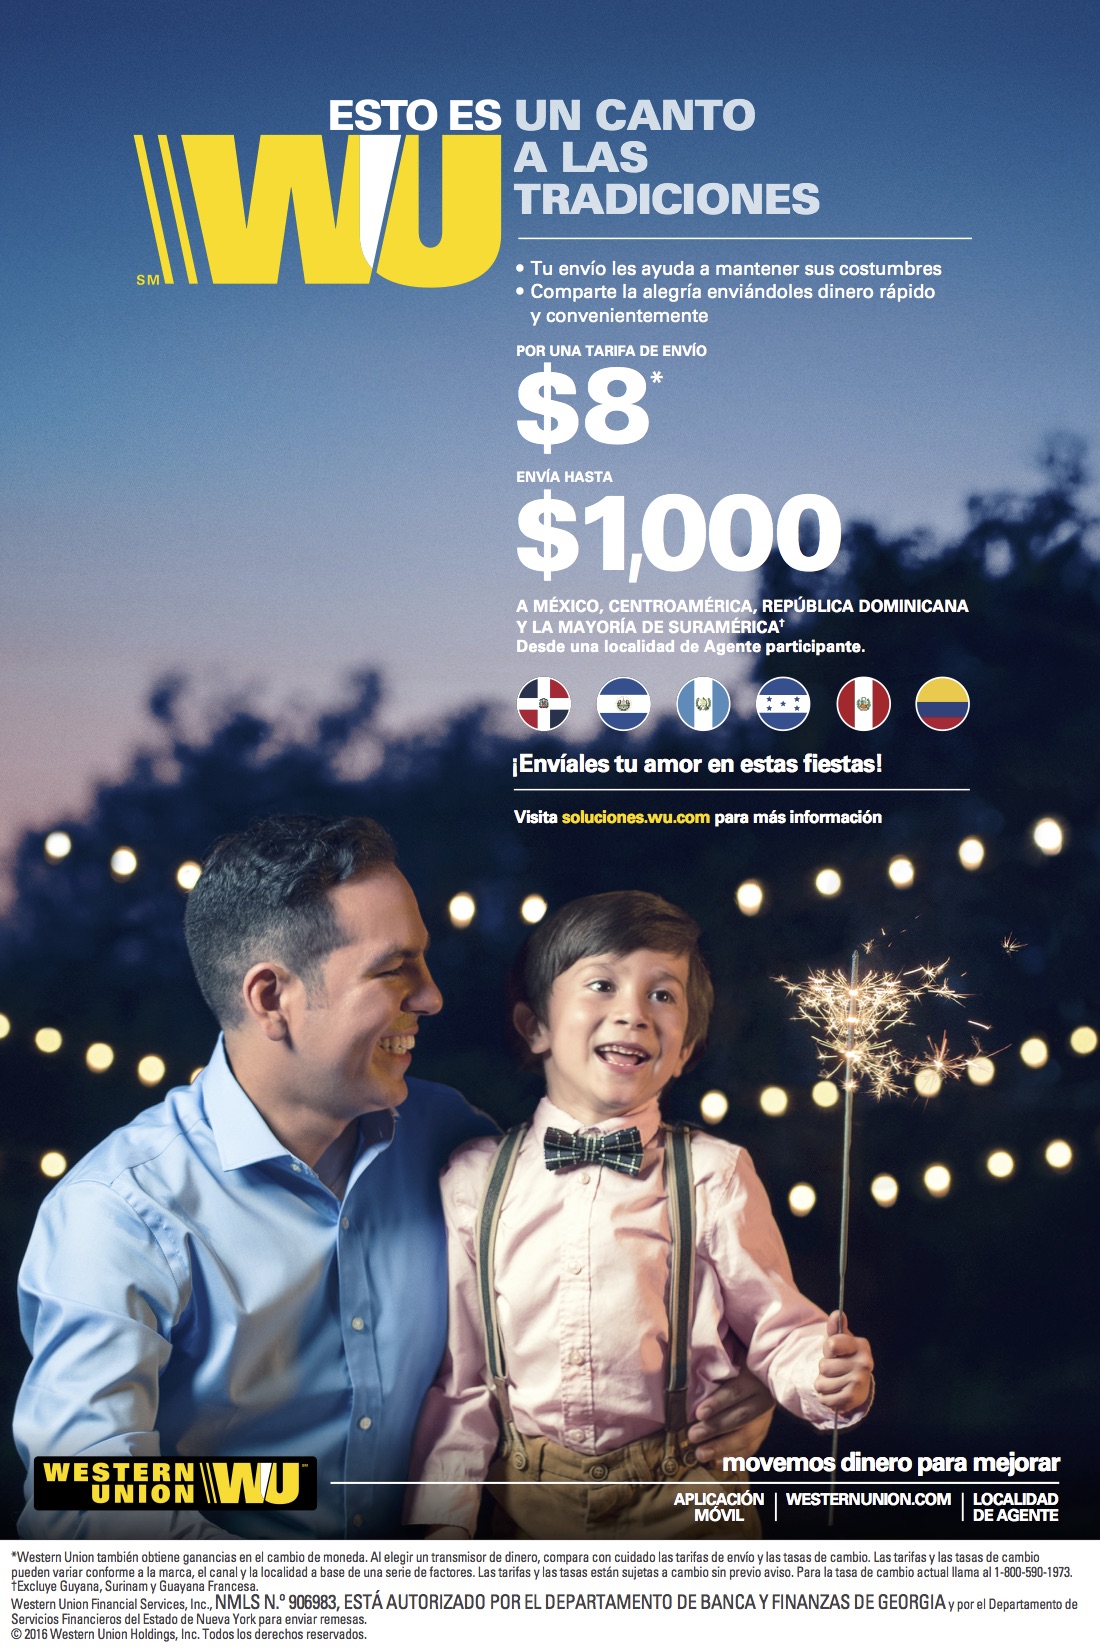 ESTO ES UN CANTO
A LAS
TRADICIONES
WU
SM
• Tu envío les ayuda a mantener sus costumbres
• Comparte la alegría enviándoles dinero rápido
y convenientemente
POR UNA TARIFA DE ENVÍO
$8*
ENVÍA HASTA
$1,000
A MÉXICO, CENTROAMÉRICA, REPÚBLICA DOMINICANA
Y LA MAYORÍA DE SURAMÉRICA†
Desde una localidad de Agente participante.
¡Envíales tu amor en estas fiestas!
Visita soluciones.wu.com para más información
WESTERN
UNION WU
movemos dinero para mejorar
APLICACIÓN
MÓVIL | WESTERNUNION.COM | LOCALIDAD
DE AGENTE
*Western Union también obtiene ganancias en el cambio de moneda. Al elegir un transmisor de dinero, compara con cuidado las tarifas de envío y las tasas de cambio. Las tarifas y las tasas de cambio
pueden variar conforme a la marca, el canal y la localidad a base de una serie de factores. Las tarifas y las tasas están sujetas a cambio sin previo aviso. Para la tasa de cambio actual llama al 1-800-590-1973.
†Excluye Guyana, Surinam y Guayana Francesa.
Western Union Financial Services, Inc., NMLS N.º 906983, ESTÁ AUTORIZADO POR EL DEPARTAMENTO DE BANCA Y FINANZAS DE GEORGIA y por el Departamento de
Servicios Financieros del Estado de Nueva York para enviar remesas.
© 2016 Western Union Holdings, Inc. Todos los derechos reservados.